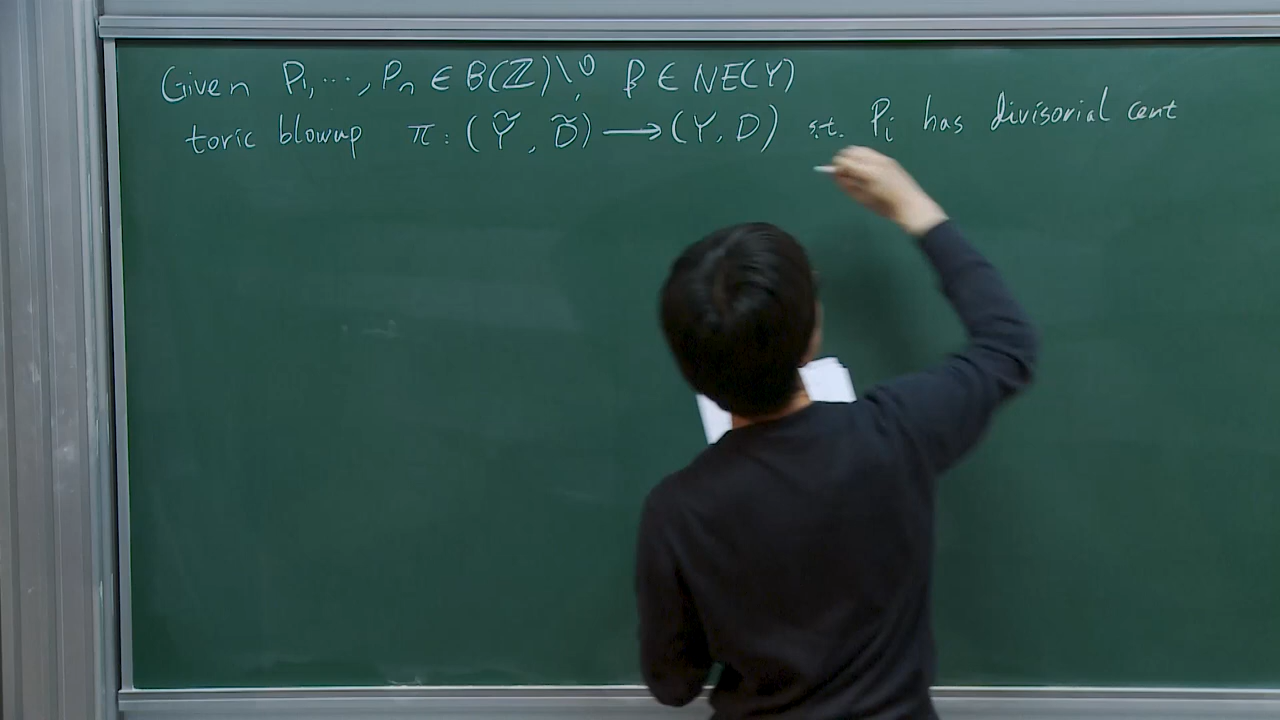 Given P₁, ⋯, Pₙ ∈ B(ℤ)\0, β ∈ NE(Y)
toric blowup π : (Ỹ, D̃) ⟶ (Y, D) s.t. Pᵢ has divisorial cent